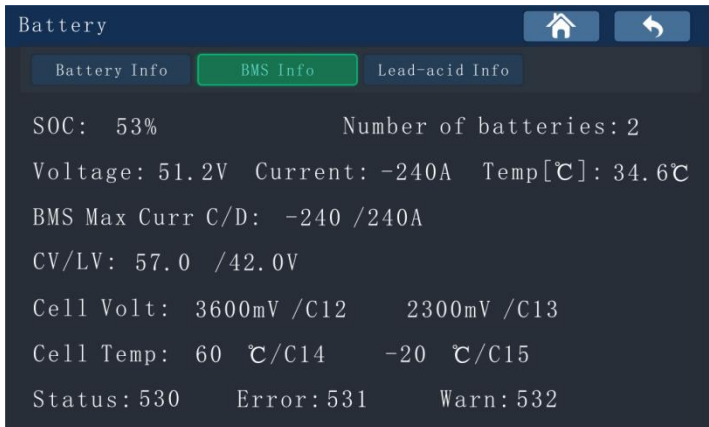 Battery
Battery Info BMS Info Lead-acid Info
SOC: 53% Number of batteries: 2
Voltage: 51.2V Current: -240A Temp[℃]: 34.6℃
BMS Max Curr C/D: -240 /240A
CV/LV: 57.0 /42.0V
Cell Volt: 3600mV /C12 2300mV /C13
Cell Temp: 60 ℃/C14 -20 ℃/C15
Status: 530 Error: 531 Warn: 532